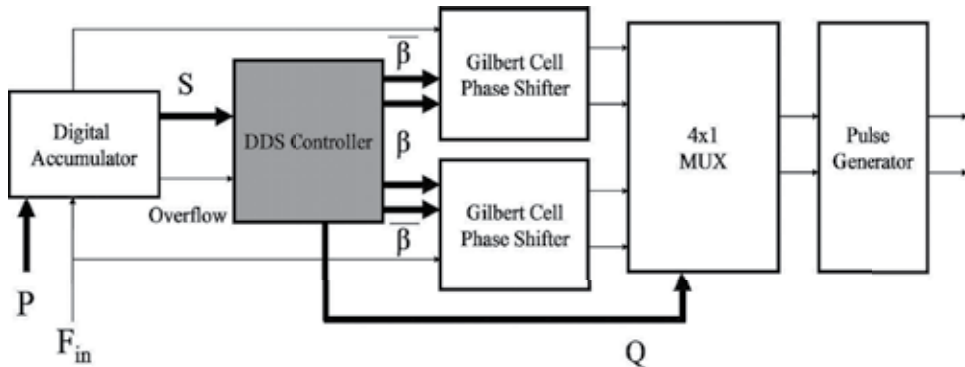 β̅
Gilbert Cell
Phase Shifter
S
Digital
Accumulator
DDS Controller
β
4x1
MUX
Pulse
Generator
Overflow
Gilbert Cell
Phase Shifter
β̅
P
F_in
Q